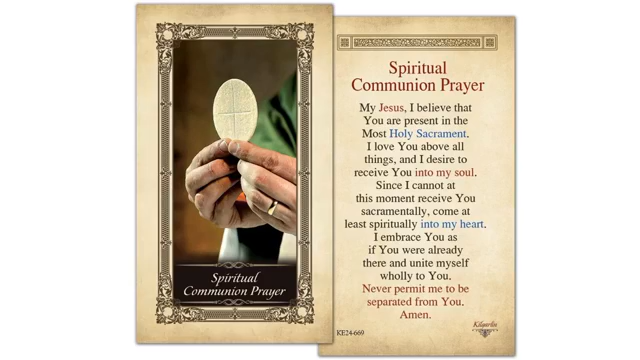 Spiritual
Communion Prayer
Spiritual
Communion Prayer
My Jesus, I believe that
You are present in the
Most Holy Sacrament.
I love You above all
things, and I desire to
receive You into my soul.
Since I cannot at
this moment receive You
sacramentally, come at
least spiritually into my heart.
I embrace You as
if You were already
there and unite myself
wholly to You.
Never permit me to be
separated from You.
Amen.
KE24-669
Kilgarlin